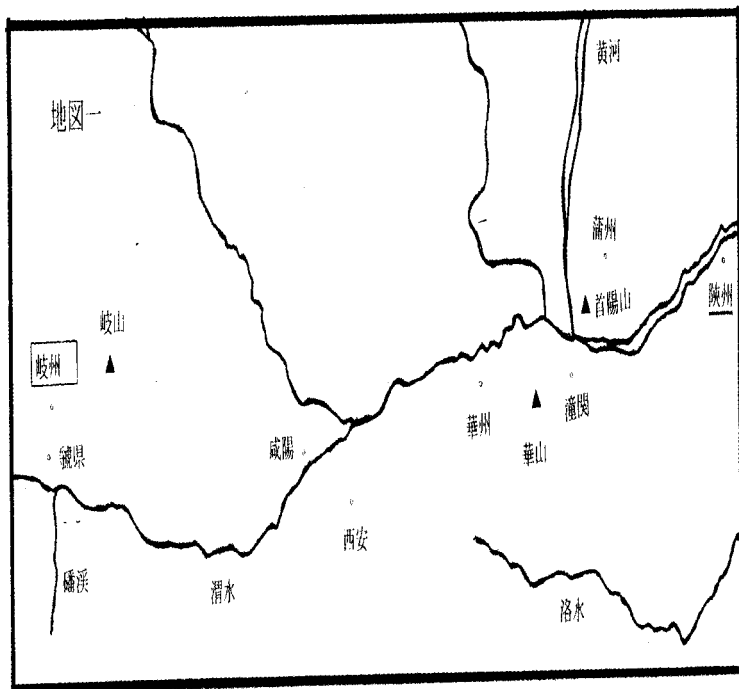 黄河
地図一
蒲州
首陽山
陝州
岐山
岐州
潼関
華州
華山
咸陽
虢県
西安
磻渓
渭水
洛水